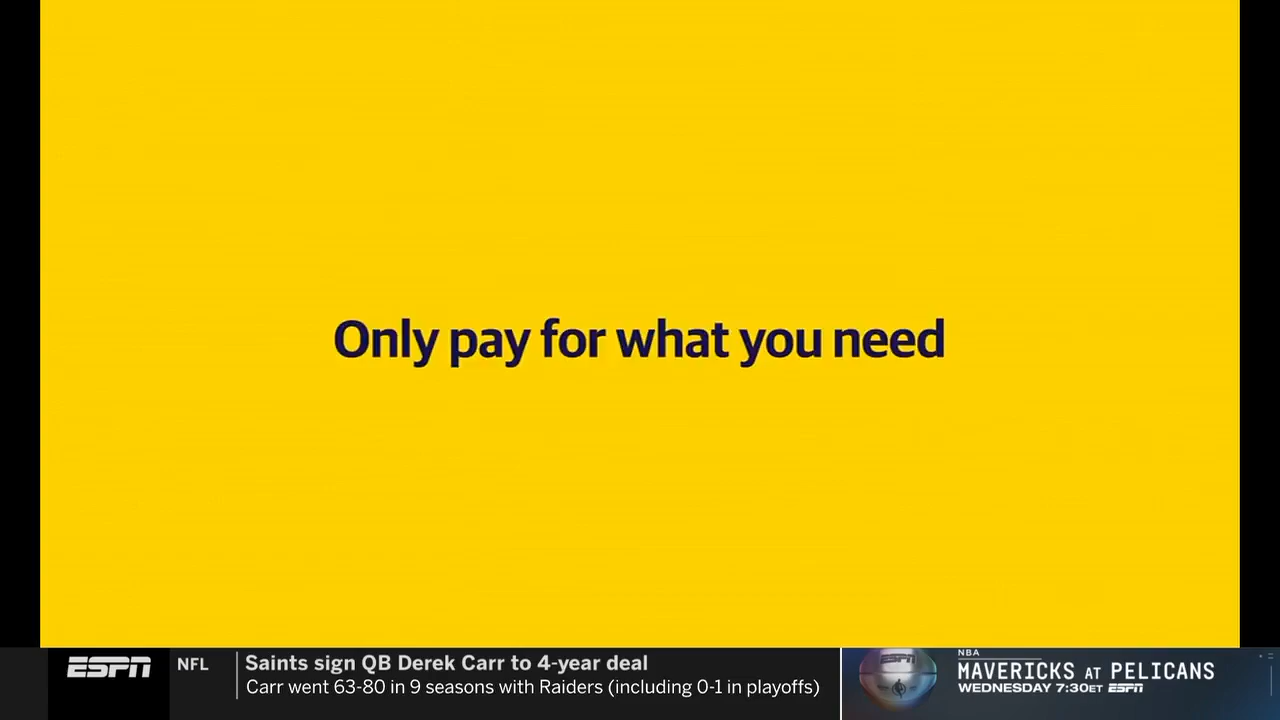 Only pay for what you need
ESPN
NFL
Saints sign QB Derek Carr to 4-year deal
Carr went 63-80 in 9 seasons with Raiders (including 0-1 in playoffs)
ESPN
NBA
MAVERICKS AT PELICANS
WEDNESDAY 7:30ET ESPN